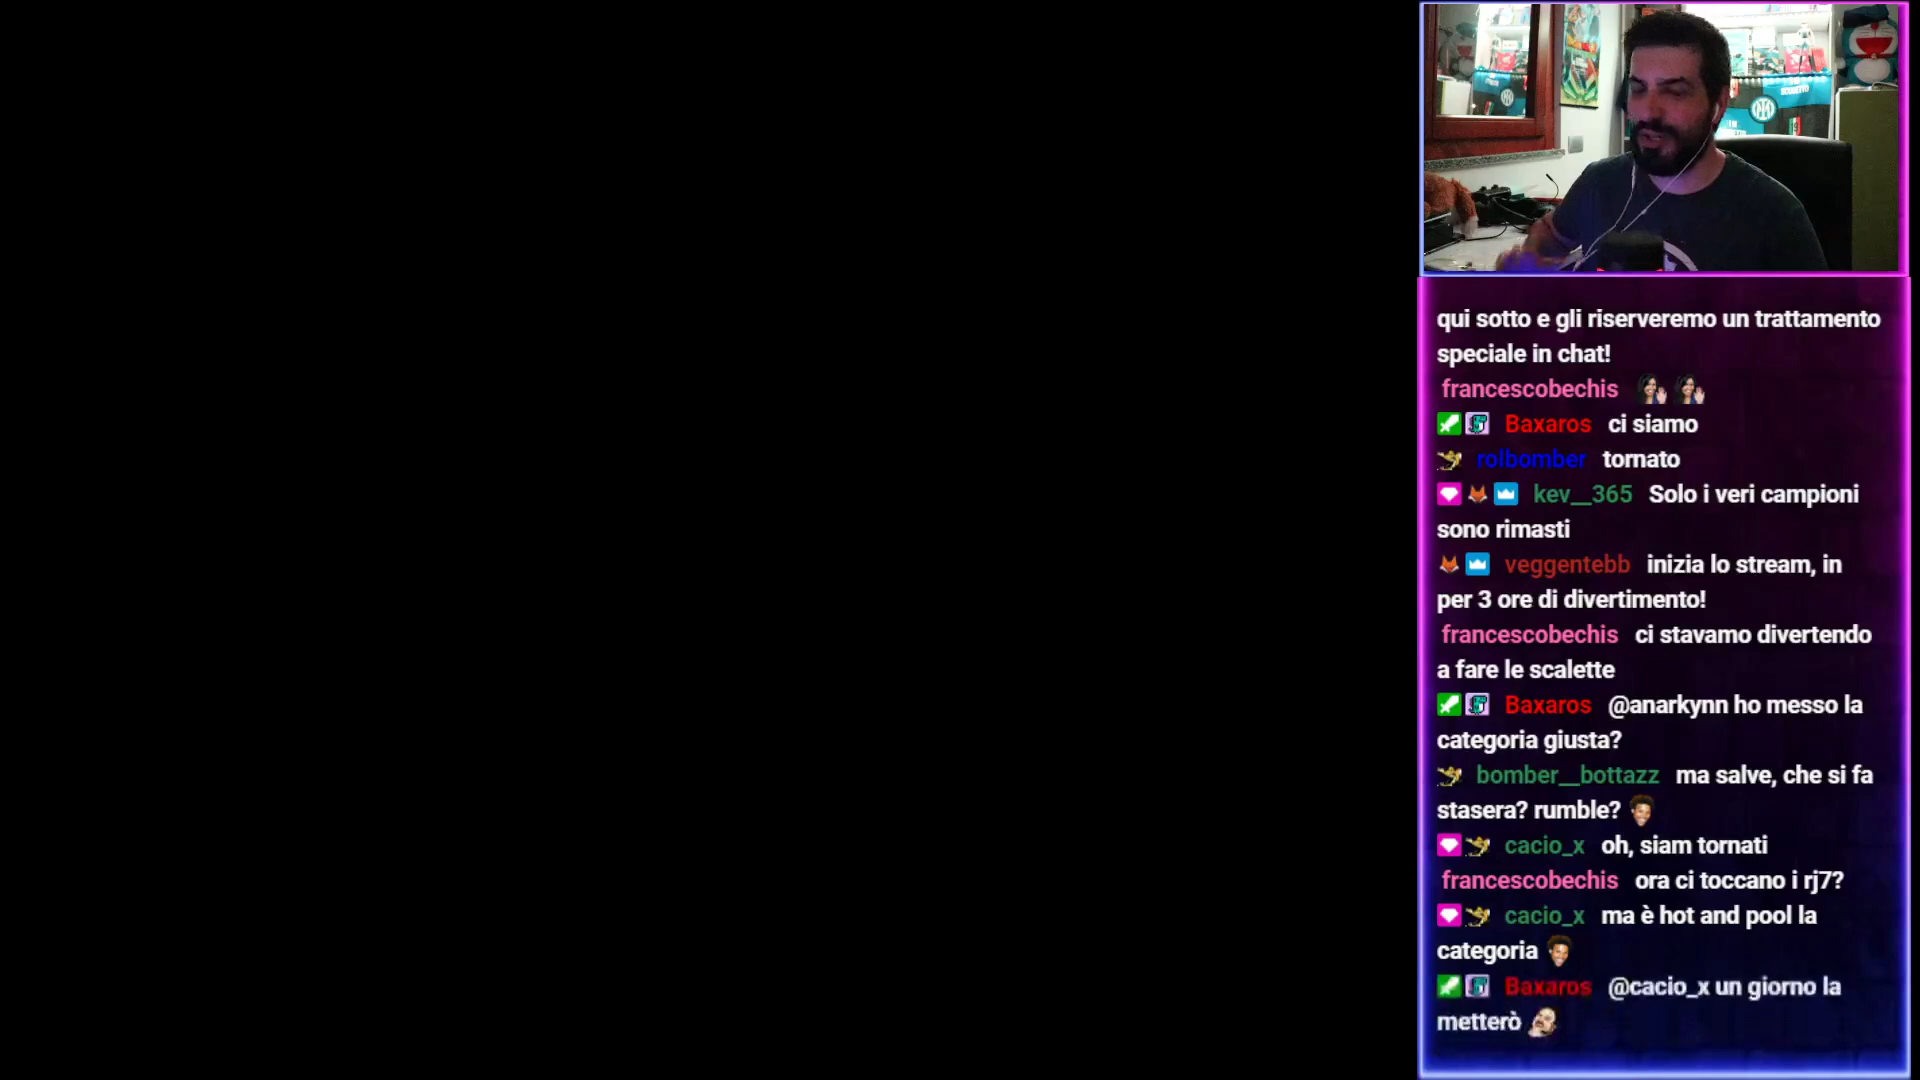 SCUDETTO
qui sotto e gli riserveremo un trattamento
speciale in chat!
francescobechis
Baxaros ci siamo
rolbomber tornato
kev__365 Solo i veri campioni
sono rimasti
veggentebb inizia lo stream, in
per 3 ore di divertimento!
francescobechis ci stavamo divertendo
a fare le scalette
Baxaros @anarkynn ho messo la
categoria giusta?
bomber__bottazz ma salve, che si fa
stasera? rumble?
cacio_x oh, siam tornati
francescobechis ora ci toccano i rj7?
cacio_x ma è hot and pool la
categoria
Baxaros @cacio_x un giorno la
metterò